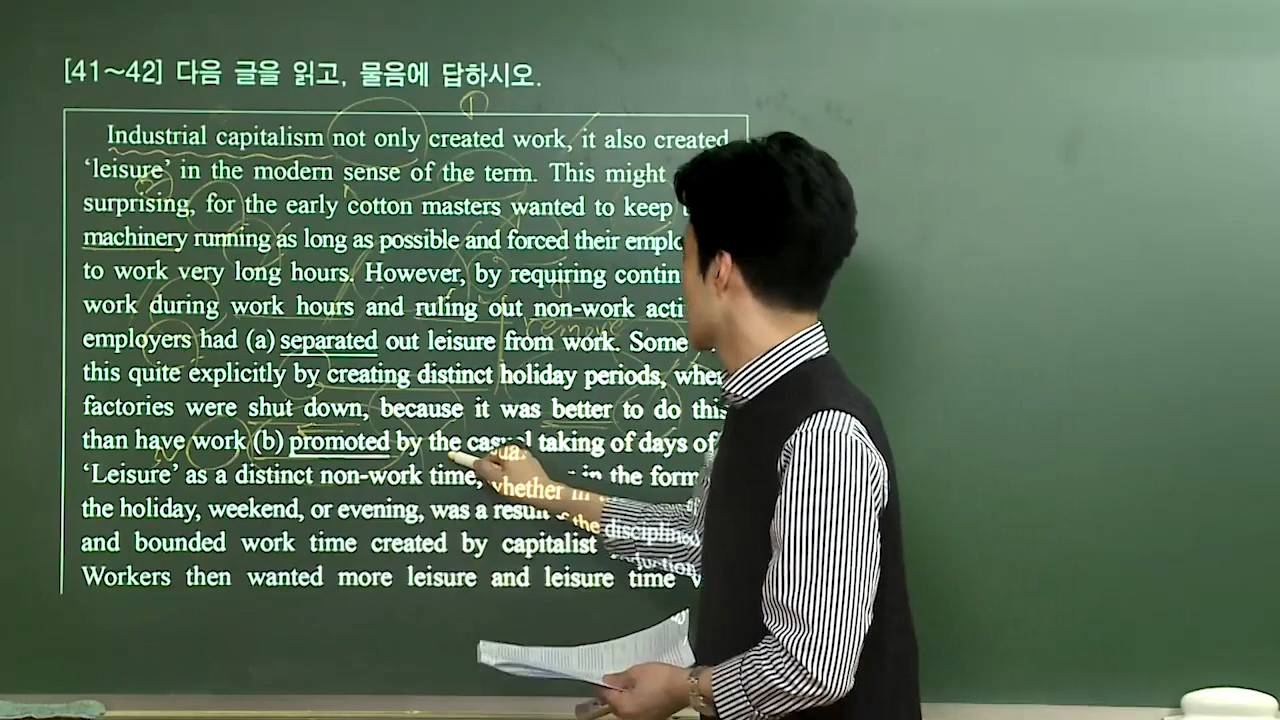 [41~42] 다음 글을 읽고, 물음에 답하시오.
Industrial capitalism not only created work, it also created
‘leisure’ in the modern sense of the term. This might
surprising, for the early cotton masters wanted to keep
machinery running as long as possible and forced their
to work very long hours. However, by requiring
work during work hours and ruling out non-work
remove
employers had (a) separated out leisure from work. Some
this quite explicitly by creating distinct holiday periods, when
factories were shut down, because it was better to do this
than have work (b) promoted by the casual taking of days
‘Leisure’ as a distinct non-work time, whether in the form
the holiday, weekend, or evening, was a result the disciplined
and bounded work time created by capitalist
Workers then wanted more leisure and leisure time